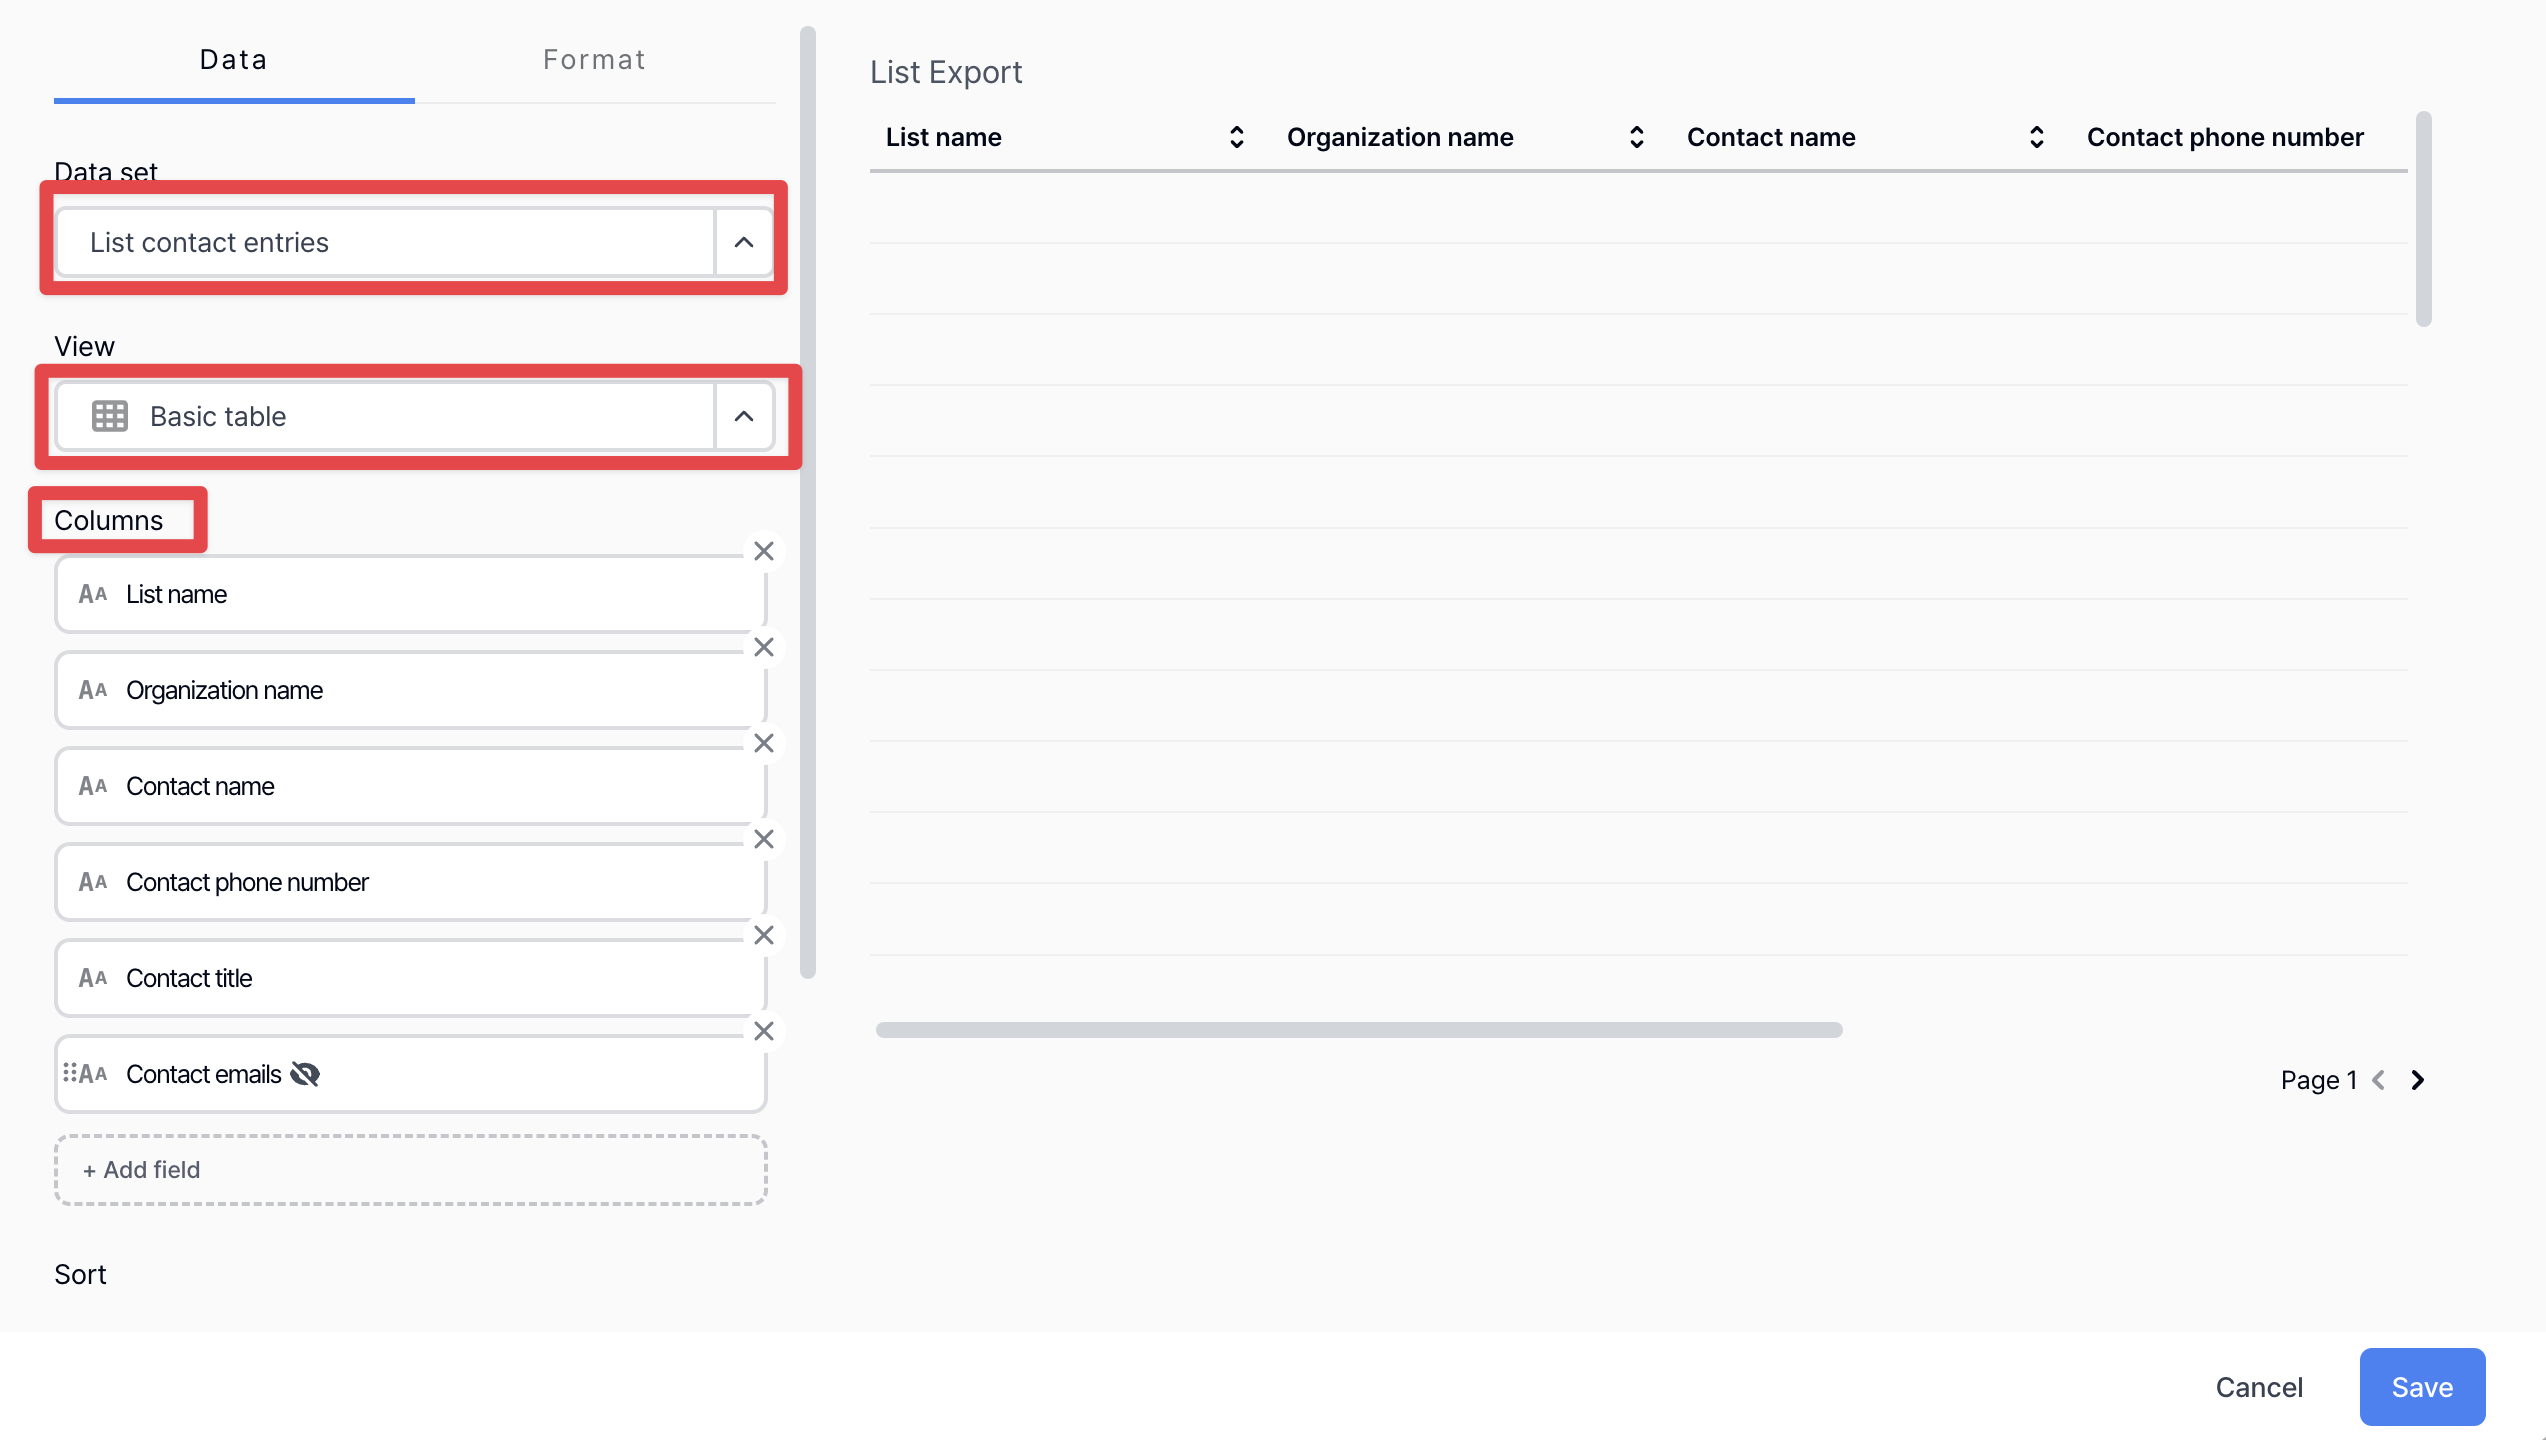 Data
Format
Data set
List contact entries
View
Basic table
Columns
AA List name
AA Organization name
AA Contact name
AA Contact phone number
AA Contact title
AA Contact emails
+ Add field
Sort
List Export
List name Organization name Contact name Contact phone number
Page 1
Cancel
Save